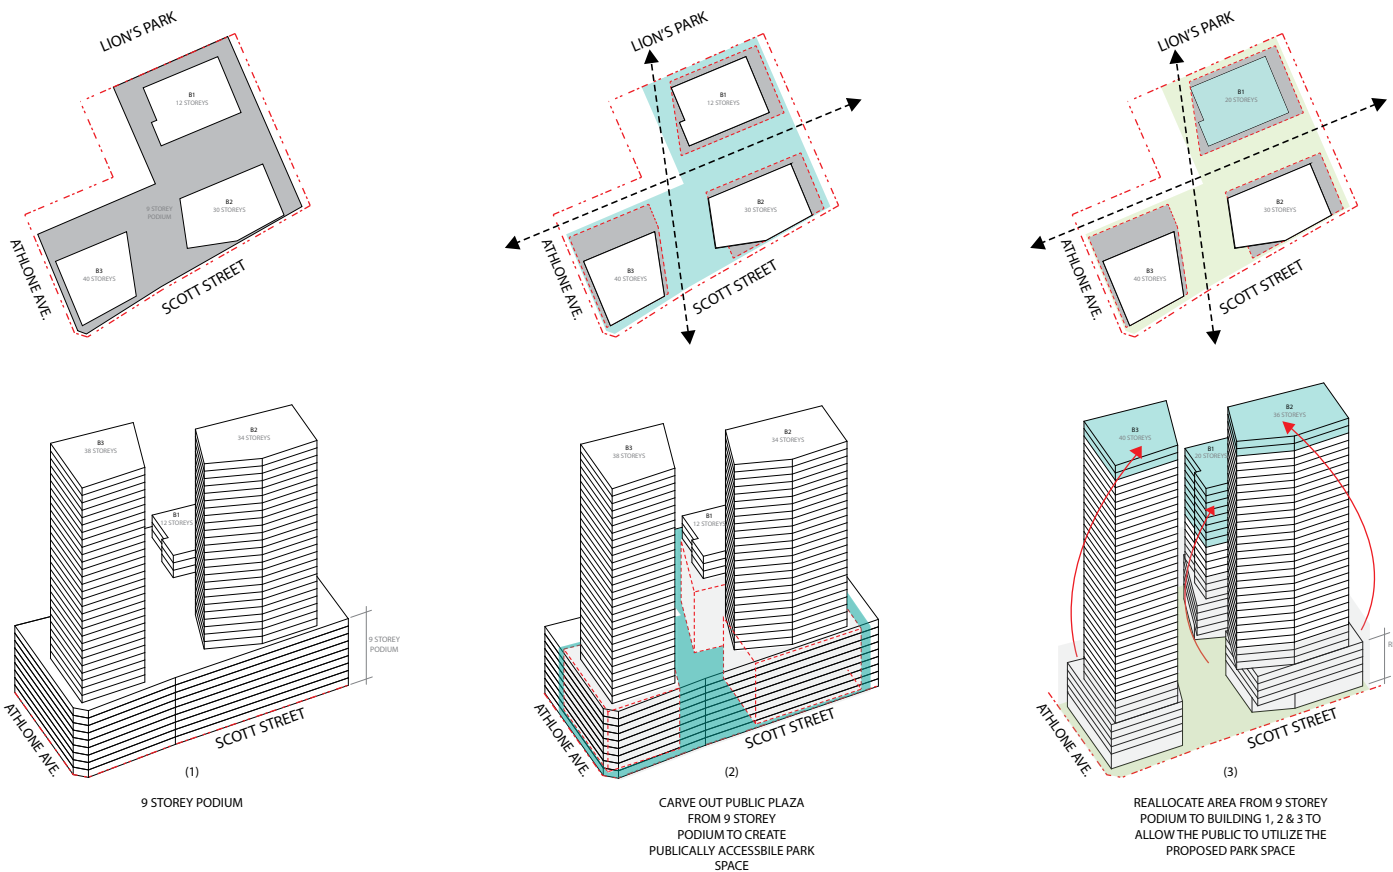 LION'S PARK
B1
12 STOREYS
B2
30 STOREYS
9 STOREY
PODIUM
B3
40 STOREYS
ATHLONE AVE.
SCOTT STREET
LION'S PARK
B1
12 STOREYS
B2
30 STOREYS
B3
40 STOREYS
ATHLONE AVE.
SCOTT STREET
LION'S PARK
B1
20 STOREYS
B2
30 STOREYS
B3
40 STOREYS
ATHLONE AVE.
SCOTT STREET
B3
38 STOREYS
B2
34 STOREYS
B1
12 STOREYS
9 STOREY
PODIUM
ATHLONE AVE.
SCOTT STREET
(1)
9 STOREY PODIUM
B3
38 STOREYS
B2
34 STOREYS
B1
12 STOREYS
ATHLONE AVE.
SCOTT STREET
(2)
CARVE OUT PUBLIC PLAZA
FROM 9 STOREY
PODIUM TO CREATE
PUBLICALLY ACCESSBILE PARK
SPACE
B3
40 STOREYS
B2
36 STOREYS
B1
20 STOREYS
R
ATHLONE AVE.
SCOTT STREET
(3)
REALLOCATE AREA FROM 9 STOREY
PODIUM TO BUILDING 1, 2 & 3 TO
ALLOW THE PUBLIC TO UTILIZE THE
PROPOSED PARK SPACE